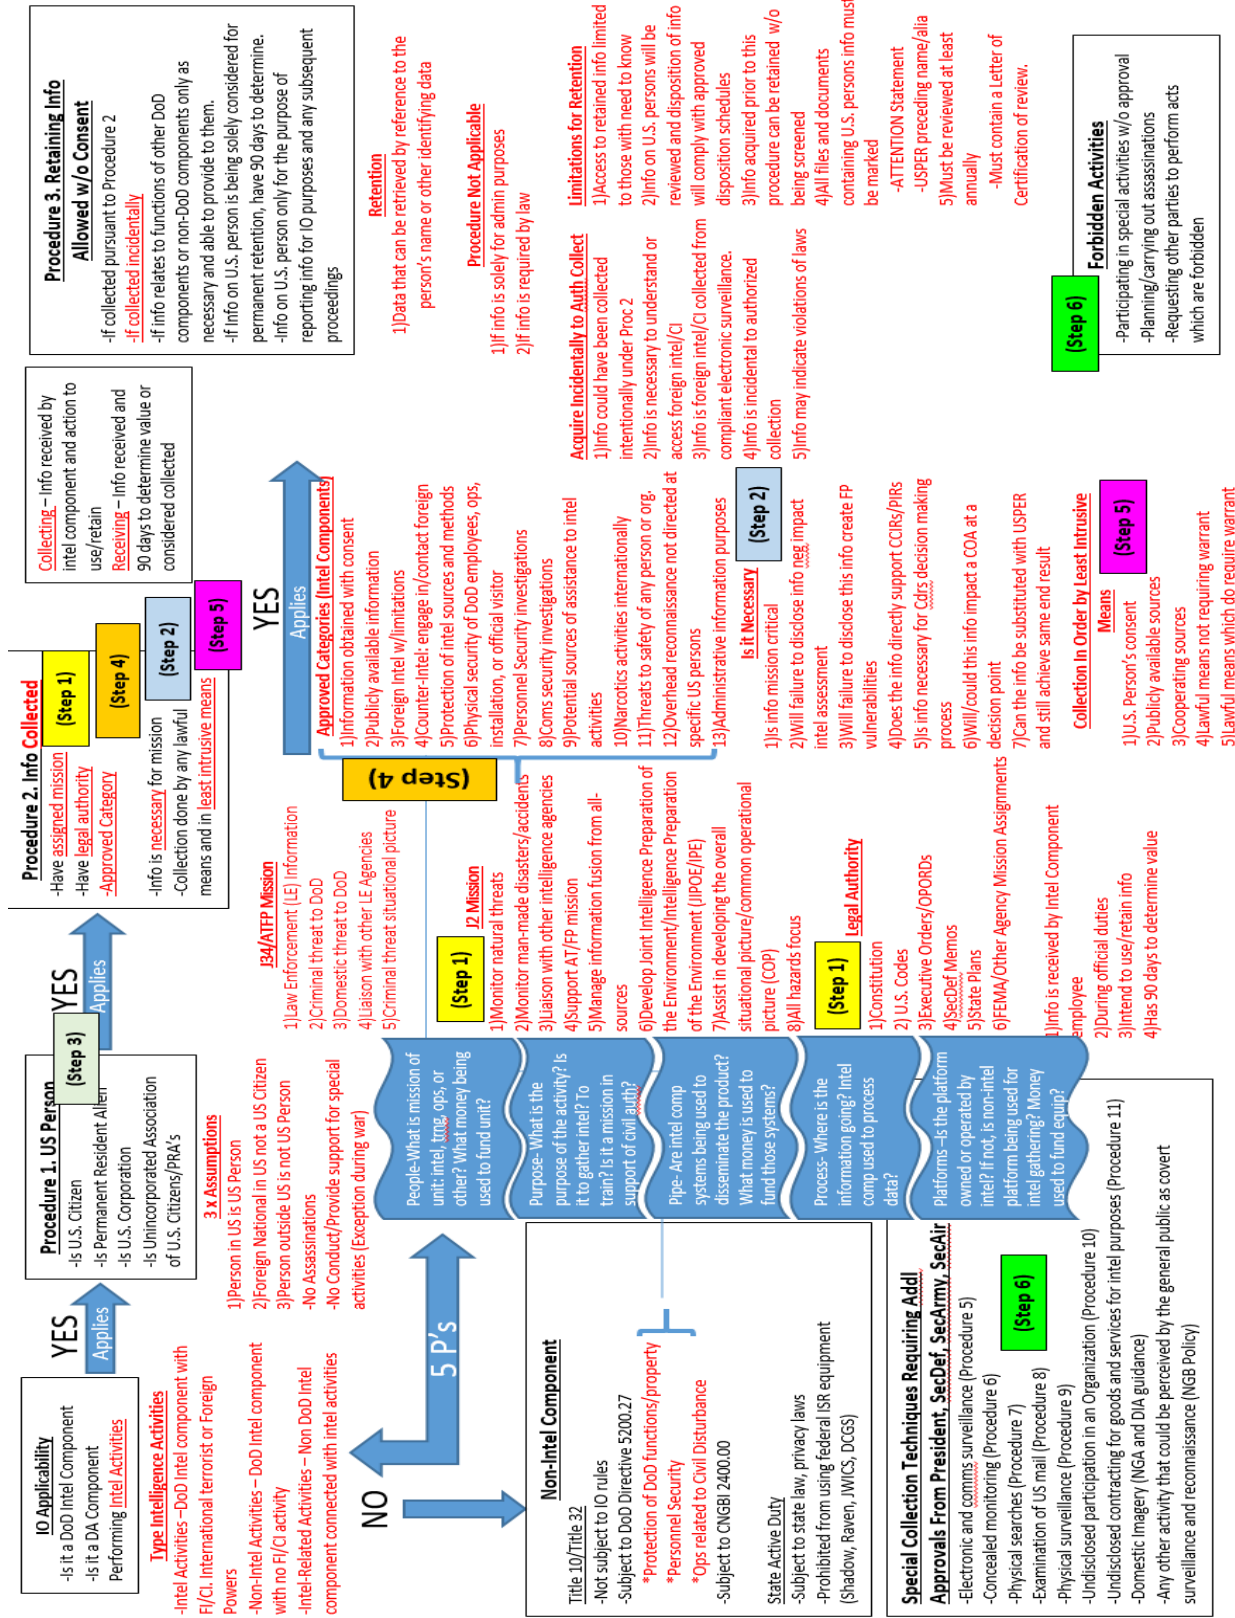 IO Applicability
-Is it a DoD Intel Component
-Is it a DA Component
Performing Intel Activities
YES
Applies
Procedure 1. US Person
-Is U.S. Citizen
-Is Permanent Resident Alien
-Is U.S. Corporation
-Is Unincorporated Association
of U.S. Citizens/PRA's
(Step 3)
YES
Applies
Procedure 2. Info Collected
-Have assigned mission
-Have legal authority
-Approved Category
-Info is necessary for mission
-Collection done by any lawful
means and in least intrusive means
(Step 1)
(Step 4)
(Step 2)
(Step 5)
Collecting – Info received by
intel component and action to
use/retain
Receiving – Info received and
90 days to determine value or
considered collected
YES
Applies
Procedure 3. Retaining Info
Allowed w/o Consent
-If collected pursuant to Procedure 2
-If collected incidentally
-If info relates to functions of other DoD
components or non-DoD components only as
necessary and able to provide to them.
-If info on U.S. person is being solely considered for
permanent retention, have 90 days to determine.
-Info on U.S. person only for the purpose of
reporting info for IO purposes and any subsequent
proceedings
Type Intelligence Activities
-Intel Activities –DoD Intel component with
FI/CI. International terrorist or Foreign
Powers
-Non-Intel Activities – DoD Intel component
with no FI/CI activity
-Intel-Related Activities – Non DoD Intel
component connected with intel activities
3 x Assumptions
1)Person in US is US Person
2)Foreign National in US not a US Citizen
3)Person outside US is not US Person
-No Assassinations
-No Conduct/Provide support for special
activities (Exception during war)
J34/ATFP Mission
1)Law Enforcement (LE) Information
2)Criminal threat to DoD
3)Domestic threat to DoD
4)Liaison with other LE Agencies
5)Criminal threat situational picture
(Step 4)
Approved Categories (Intel Components)
1)Information obtained with consent
2)Publicly available information
3)Foreign Intel w/limitations
4)Counter-Intel: engage in/contact foreign
5)Protection of intel sources and methods
6)Physical security of DoD employees, ops,
installation, or official visitor
7)Personnel Security investigations
8)Coms security investigations
9)Potential sources of assistance to intel
activities
10)Narcotics activities internationally
11)Threats to safety of any person or org.
12)Overhead reconnaissance not directed at
specific US persons
13)Administrative information purposes
Retention
1)Data that can be retrieved by reference to the
person's name or other identifying data
Procedure Not Applicable
1)If info is solely for admin purposes
2)If info is required by law
NO
5 P's
People-What is mission of
unit: intel, trng, ops, or
other? What money being
used to fund unit?
Purpose- What is the
purpose of the activity? Is
it to gather intel? To
train? Is it a mission in
support of civil auth?
Pipe-Are intel comp
systems being used to
disseminate the product?
What money is used to
fund those systems?
Process- Where is the
information going? Intel
comp used to process
data?
Platforms –Is the platform
owned or operated by
intel? If not, is non-intel
platform being used for
intel gathering? Money
used to fund equip?
(Step 1)
J2 Mission
1)Monitor natural threats
2)Monitor man-made disasters/accidents
3)Liaison with other intelligence agencies
4)Support AT/FP mission
5)Manage information fusion from all-
sources
6)Develop Joint Intelligence Preparation of
the Environment/Intelligence Preparation
of the Environment (JIPOE/IPE)
7)Assist in developing the overall
situational picture/common operational
picture (COP)
8)All hazards focus
(Step 1)
Legal Authority
1)Constitution
2) U.S. Codes
3)Executive Orders/OPORDs
4)SecDef Memos
5)State Plans
6)FEMA/Other Agency Mission Assignments
1)Info is received by Intel Component
employee
2)During official duties
3)Intend to use/retain info
4)Has 90 days to determine value
Is it Necessary
(Step 2)
1)Is info mission critical
2)Will failure to disclose info neg impact
intel assessment
3)Will failure to disclose this info create FP
vulnerabilities
4)Does the info directly support CCIRs/PIRs
5)Is info necessary for Cdrs decision making
process
6)Will/could this info impact a COA at a
decision point
7)Can the info be substituted with USPER
and still achieve same end result
Collection In Order by Least Intrusive
Means
(Step 5)
1)U.S. Person's consent
2)Publicly available sources
3)Cooperating sources
4)Lawful means not requiring warrant
5)Lawful means which do require warrant
Acquire Incidentally to Auth Collect
1)Info could have been collected
intentionally under Proc 2
2)Info is necessary to understand or
access foreign intel/CI
3)Info is foreign intel/CI collected from
compliant electronic surveillance.
4)Info is incidental to authorized
collection
5)Info may indicate violations of laws
Limitations for Retention
1)Access to retained info limited
to those with need to know
2)Info on U.S. persons will be
reviewed and disposition of info
will comply with approved
disposition schedules
3)Info acquired prior to this
procedure can be retained w/o
being screened
4)All files and documents
containing U.S. persons info must
be marked
-ATTENTION Statement
-USPER preceding name/alia
5)Must be reviewed at least
annually
-Must contain a Letter of
Certification of review.
Non-Intel Component
Title 10/Title 32
-Not subject to IO rules
-Subject to DoD Directive 5200.27
*Protection of DoD functions/property
*Personnel Security
*Ops related to Civil Disturbance
-Subject to CNGBI 2400.00
State Active Duty
-Subject to state law, privacy laws
-Prohibited from using federal ISR equipment
(Shadow, Raven, JWICS, DCGS)
Special Collection Techniques Requiring Addl
Approvals From President, SecDef, SecArmy, SecAir
-Electronic and comms surveillance (Procedure 5)
-Concealed monitoring (Procedure 6)
-Physical searches (Procedure 7)
-Examination of US mail (Procedure 8)
-Physical surveillance (Procedure 9)
-Undisclosed participation in an Organization (Procedure 10)
-Undisclosed contracting for goods and services for intel purposes (Procedure 11)
-Domestic Imagery (NGA and DIA guidance)
-Any other activity that could be perceived by the general public as covert
surveillance and reconnaissance (NGB Policy)
(Step 6)
(Step 6)
Forbidden Activities
-Participating in special activities w/o approval
-Planning/carrying out assassinations
-Requesting other parties to perform acts
which are forbidden